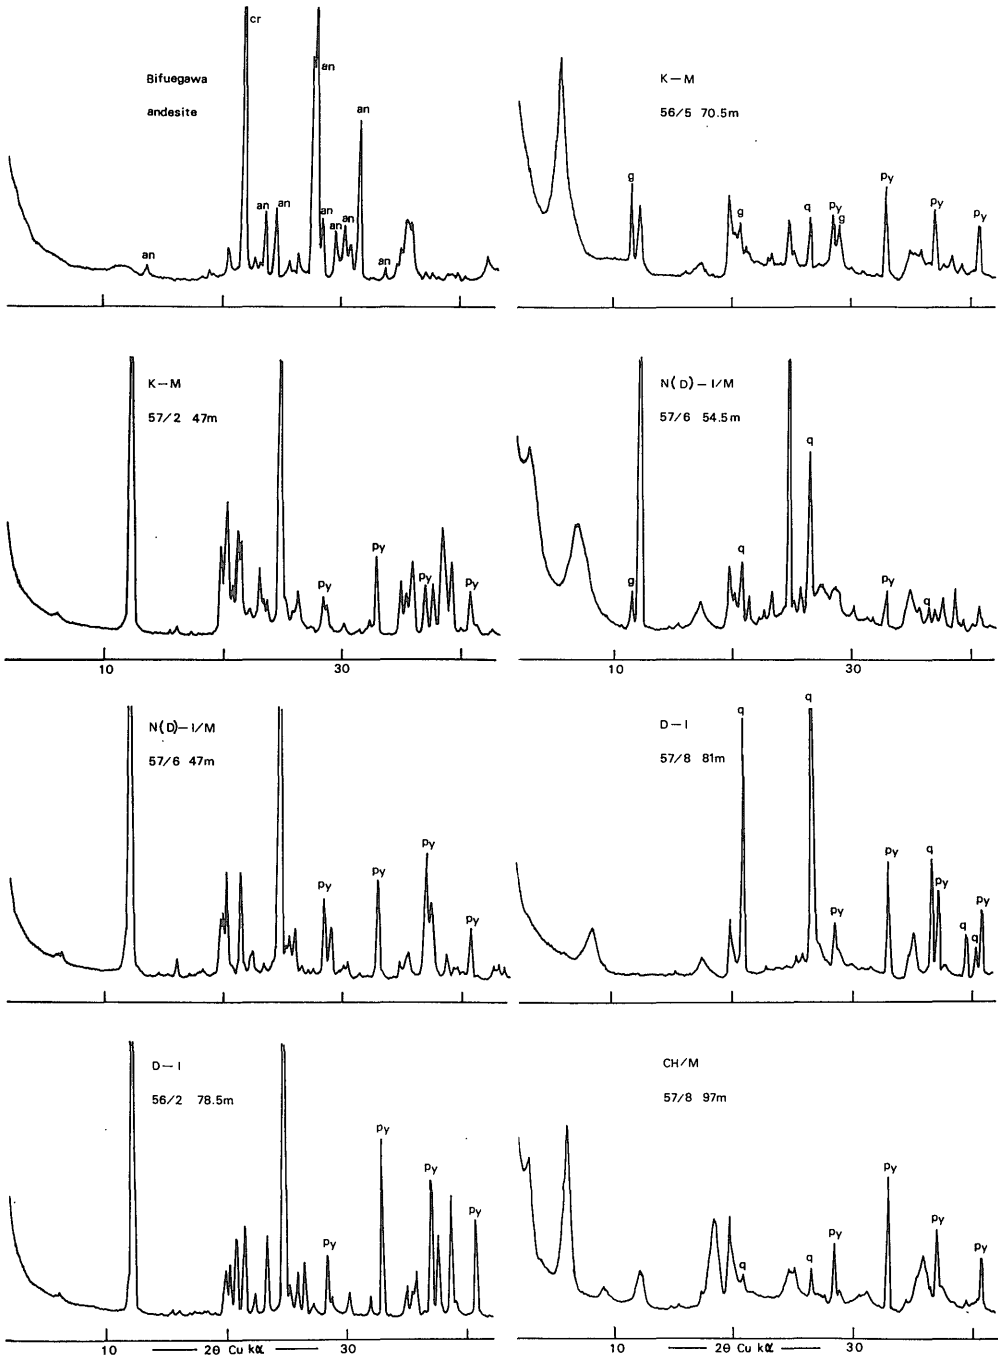 cr
Bifuegawa
andesite
an
an
an
an
an
an
an
an
an
K-M
56/5 70.5m
g
g
q
py
g
py
py
py
K-M
57/2 47m
py
py
py
py
10
30
N(D)-I/M
57/6 54.5m
g
q
q
py
q
10
30
N(D)-I/M
57/6 47m
py
py
py
py
D-I
57/8 81m
q
q
py
py
q
py
q
q
py
D-I
56/2 78.5m
py
py
py
py
10
2θ Cu kα
30
CH/M
57/8 97m
q
q
py
py
py
py
10
2θ Cu kα
30